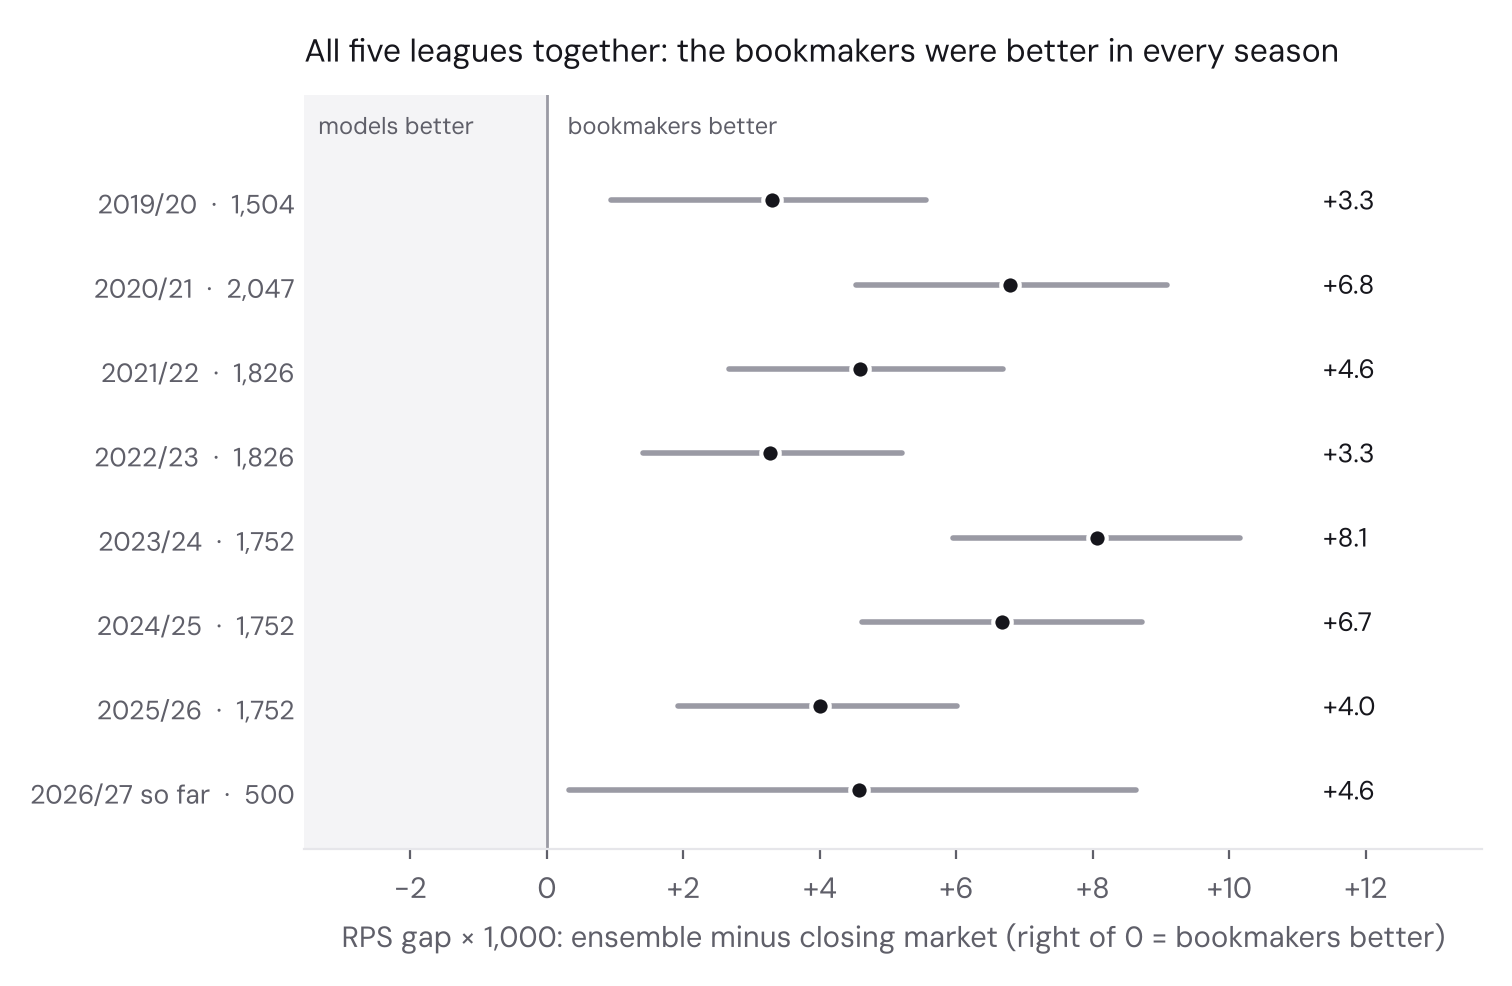 All five leagues together: the bookmakers were better in every season
models better
bookmakers better
2019/20 · 1,504 +3.3
2020/21 · 2,047 +6.8
2021/22 · 1,826 +4.6
2022/23 · 1,826 +3.3
2023/24 · 1,752 +8.1
2024/25 · 1,752 +6.7
2025/26 · 1,752 +4.0
2026/27 so far · 500 +4.6
−2 0 +2 +4 +6 +8 +10 +12
RPS gap × 1,000: ensemble minus closing market (right of 0 = bookmakers better)